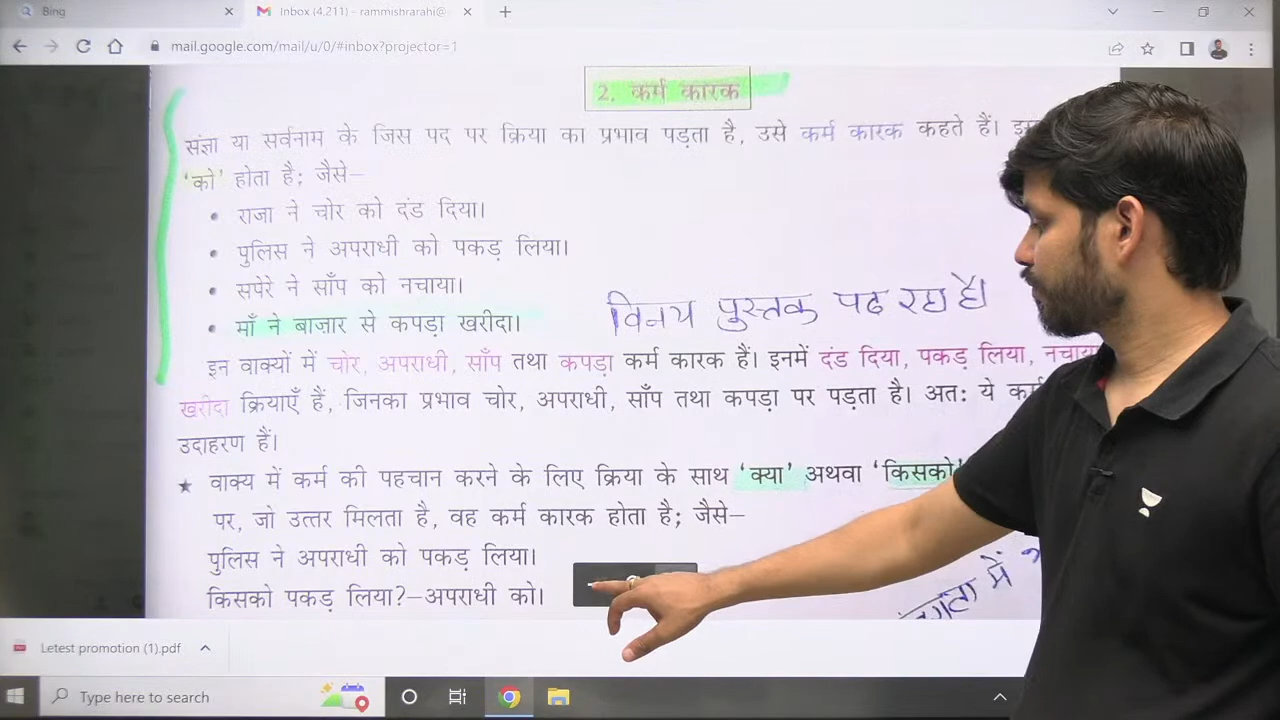 Bing
Inbox (4,211) - rammishrarahi@
mail.google.com/mail/u/0/#inbox?projector=1
2. कर्म कारक
संज्ञा या सर्वनाम के जिस पद पर क्रिया का प्रभाव पड़ता है, उसे कर्म कारक कहते हैं।
'को' होता है; जैसे–
• राजा ने चोर को दंड दिया।
• पुलिस ने अपराधी को पकड़ लिया।
• सपेरे ने साँप को नचाया।
• माँ ने बाजार से कपड़ा खरीदा।
विनय पुस्तक पढ रहा है।
इन वाक्यों में चोर, अपराधी, साँप तथा कपड़ा कर्म कारक हैं। इनमें दंड दिया, पकड़ लिया, नचाया
खरीदा क्रियाएँ हैं, जिनका प्रभाव चोर, अपराधी, साँप तथा कपड़ा पर पड़ता है। अतः ये कर्म
उदाहरण हैं।
★ वाक्य में कर्म की पहचान करने के लिए क्रिया के साथ 'क्या' अथवा 'किसको'
पर, जो उत्तर मिलता है, वह कर्म कारक होता है; जैसे–
पुलिस ने अपराधी को पकड़ लिया।
किसको पकड़ लिया?–अपराधी को।
में
Letest promotion (1).pdf
Type here to search